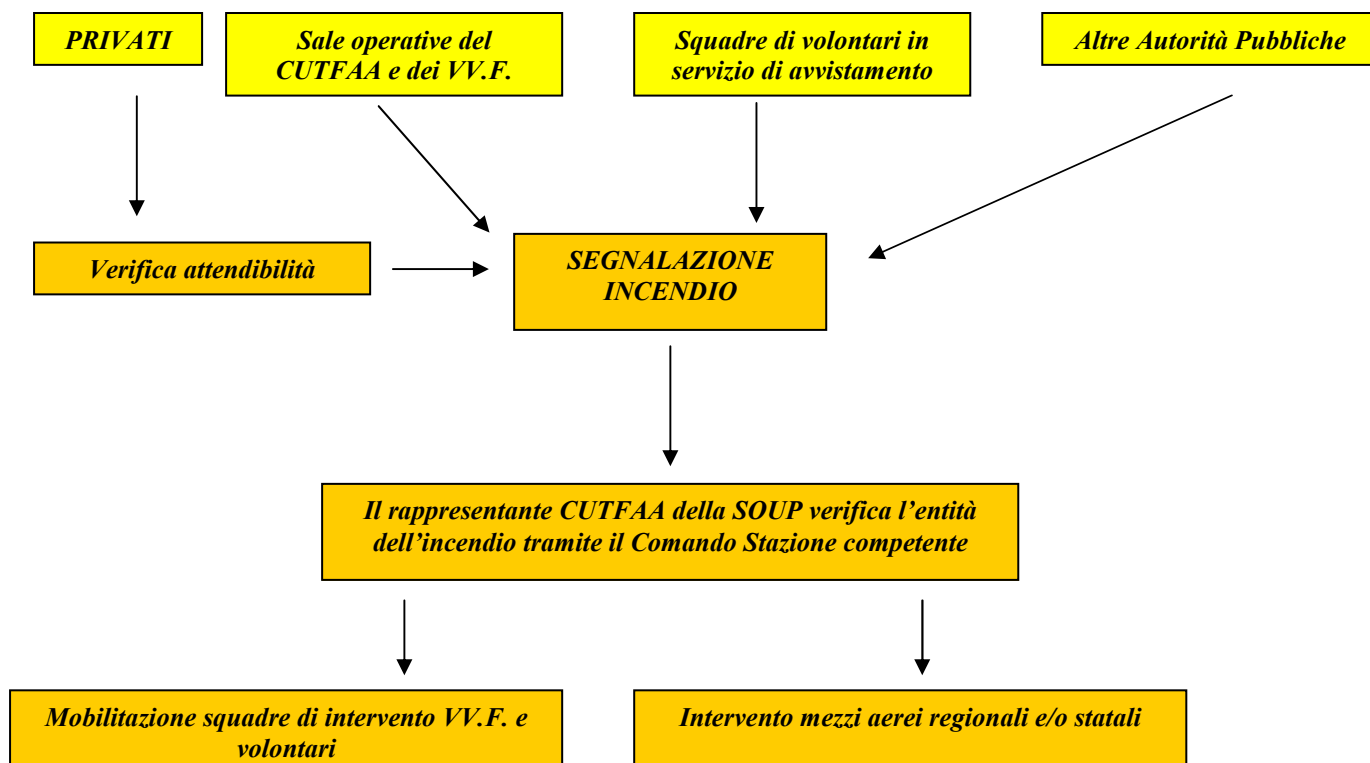 PRIVATI
Sale operative del
CUTFAA e dei VV.F.
Squadre di volontari in
servizio di avvistamento
Altre Autorità Pubbliche
Verifica attendibilità
SEGNALAZIONE
INCENDIO
Il rappresentante CUTFAA della SOUP verifica l’entità
dell’incendio tramite il Comando Stazione competente
Mobilitazione squadre di intervento VV.F. e
volontari
Intervento mezzi aerei regionali e/o statali